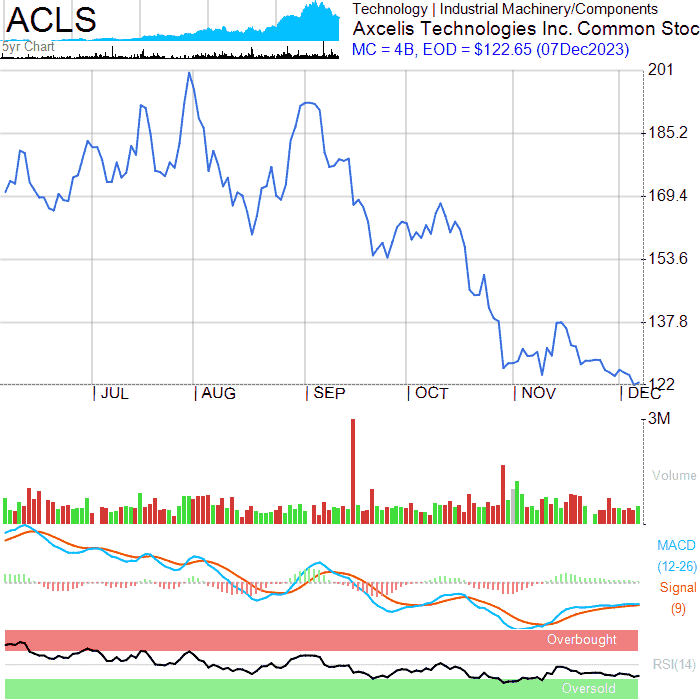 ACLS
5yr Chart
Technology | Industrial Machinery/Components
Axcelis Technologies Inc. Common Stoc
MC = 4B, EOD = $122.65 (07Dec2023)
201
185.2
169.4
153.6
137.8
122
JUL AUG SEP OCT NOV DEC
3M
Volume
MACD
(12-26)
Signal
(9)
Overbought
RSI(14)
Oversold